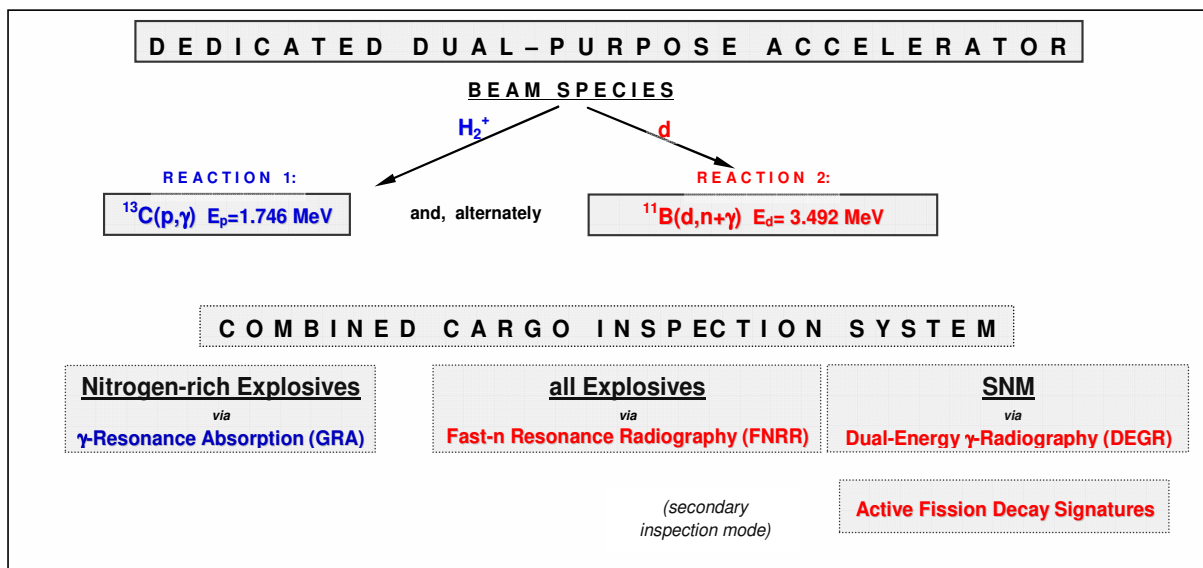 DEDICATED DUAL–PURPOSE ACCELERATOR
BEAM SPECIES
H₂⁺ d
REACTION 1: REACTION 2:
¹³C(p,γ) Eₚ=1.746 MeV and, alternately ¹¹B(d,n+γ) E_d= 3.492 MeV
COMBINED CARGO INSPECTION SYSTEM
Nitrogen-rich Explosives
via
γ-Resonance Absorption (GRA)
all Explosives
via
Fast-n Resonance Radiography (FNRR)
SNM
via
Dual-Energy γ-Radiography (DEGR)
(secondary
inspection mode)
Active Fission Decay Signatures